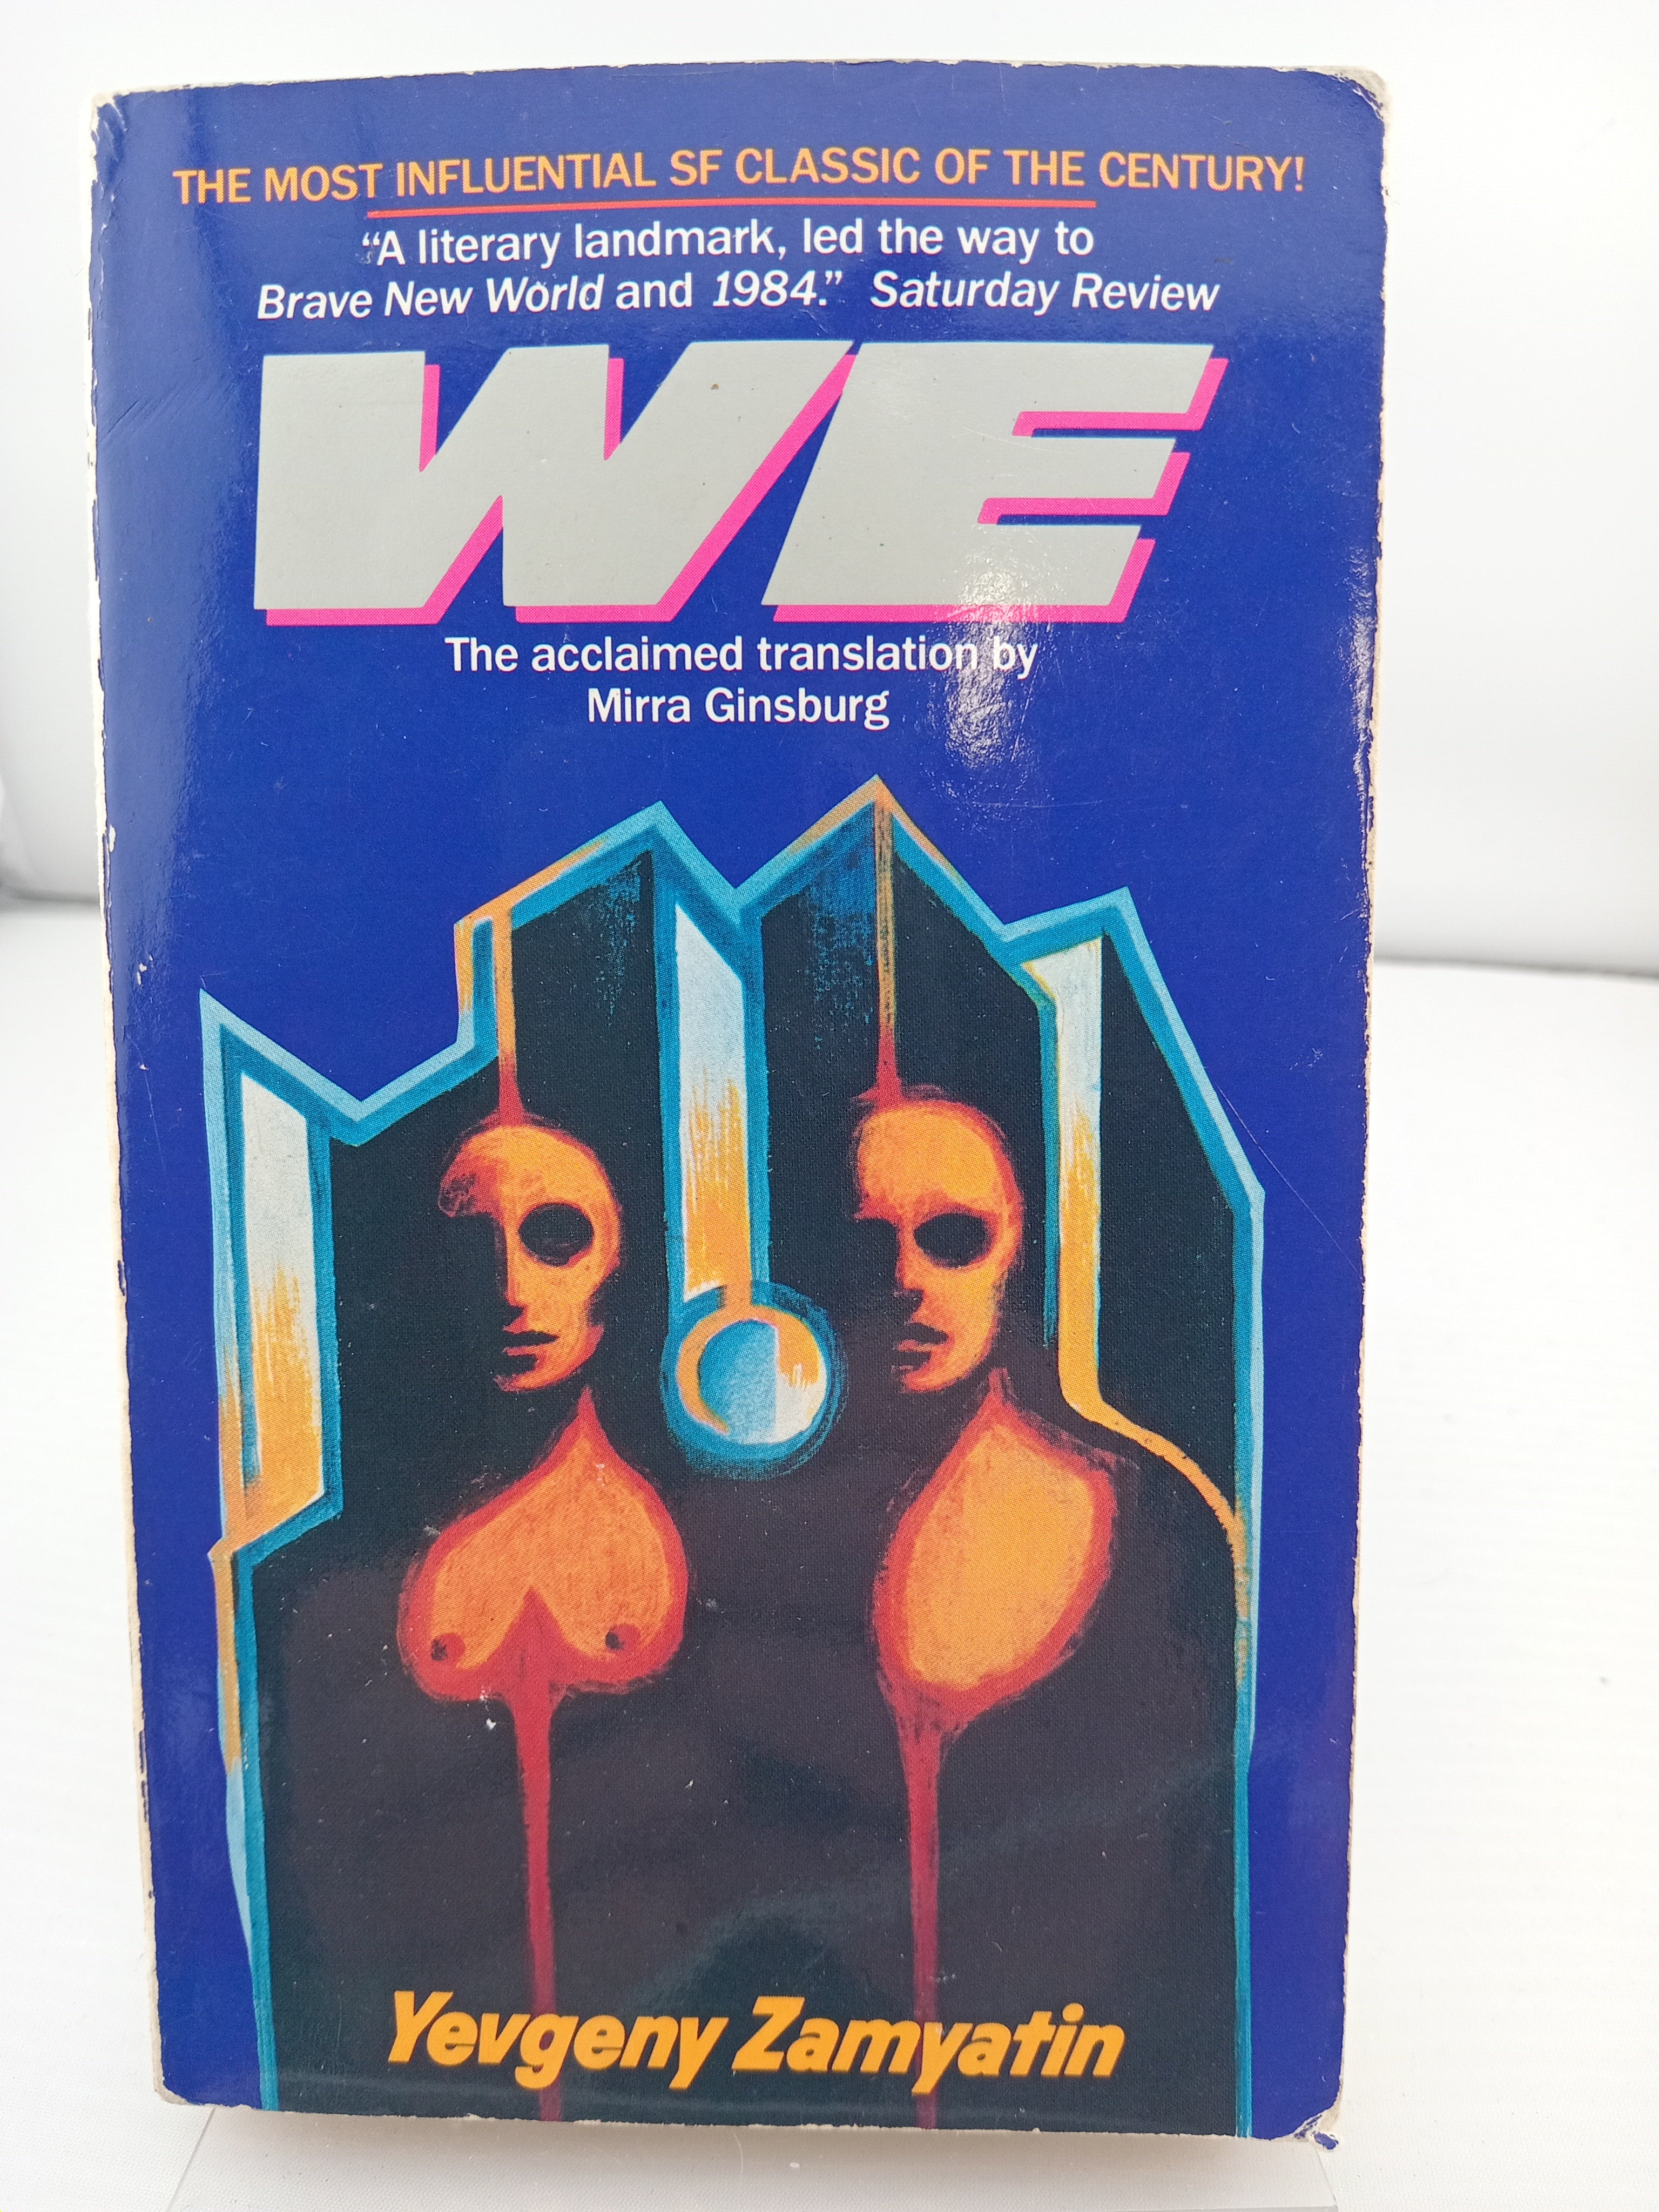 THE MOST INFLUENTIAL SF CLASSIC OF THE CENTURY!
“A literary landmark, led the way to
Brave New World and 1984.” Saturday Review
WE
The acclaimed translation by
Mirra Ginsburg
Yevgeny Zamyatin